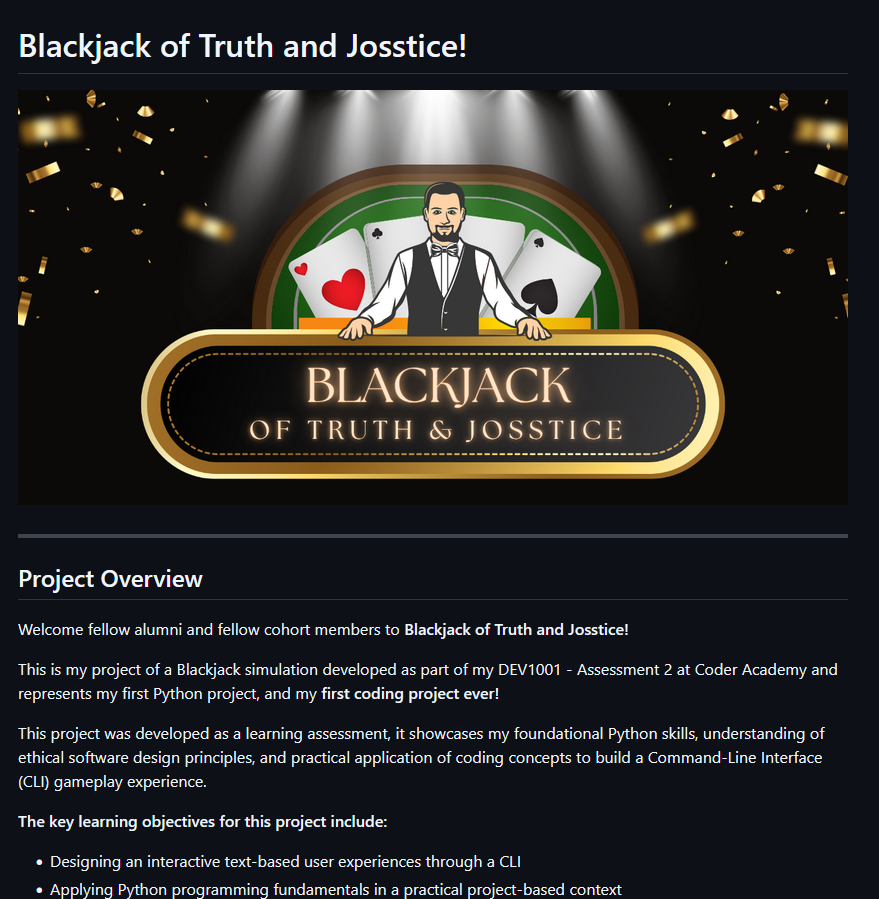 Blackjack of Truth and Josstice!
BLACKJACK
OF TRUTH & JOSSTICE
Project Overview
Welcome fellow alumni and fellow cohort members to Blackjack of Truth and Josstice!
This is my project of a Blackjack simulation developed as part of my DEV1001 - Assessment 2 at Coder Academy and
represents my first Python project, and my first coding project ever!
This project was developed as a learning assessment, it showcases my foundational Python skills, understanding of
ethical software design principles, and practical application of coding concepts to build a Command-Line Interface
(CLI) gameplay experience.
The key learning objectives for this project include:
• Designing an interactive text-based user experiences through a CLI
• Applying Python programming fundamentals in a practical project-based context